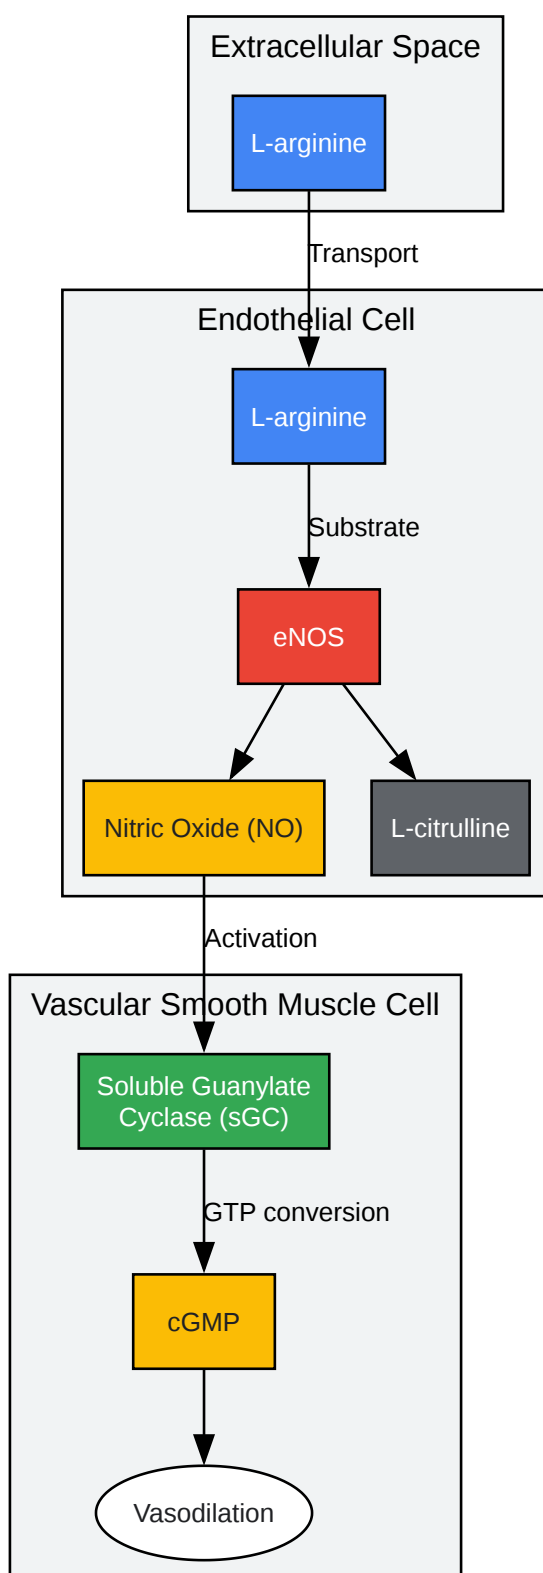 Extracellular Space
L-arginine
Transport
Endothelial Cell
L-arginine
Substrate
eNOS
Nitric Oxide (NO)
L-citrulline
Activation
Vascular Smooth Muscle Cell
Soluble Guanylate
Cyclase (sGC)
GTP conversion
cGMP
Vasodilation